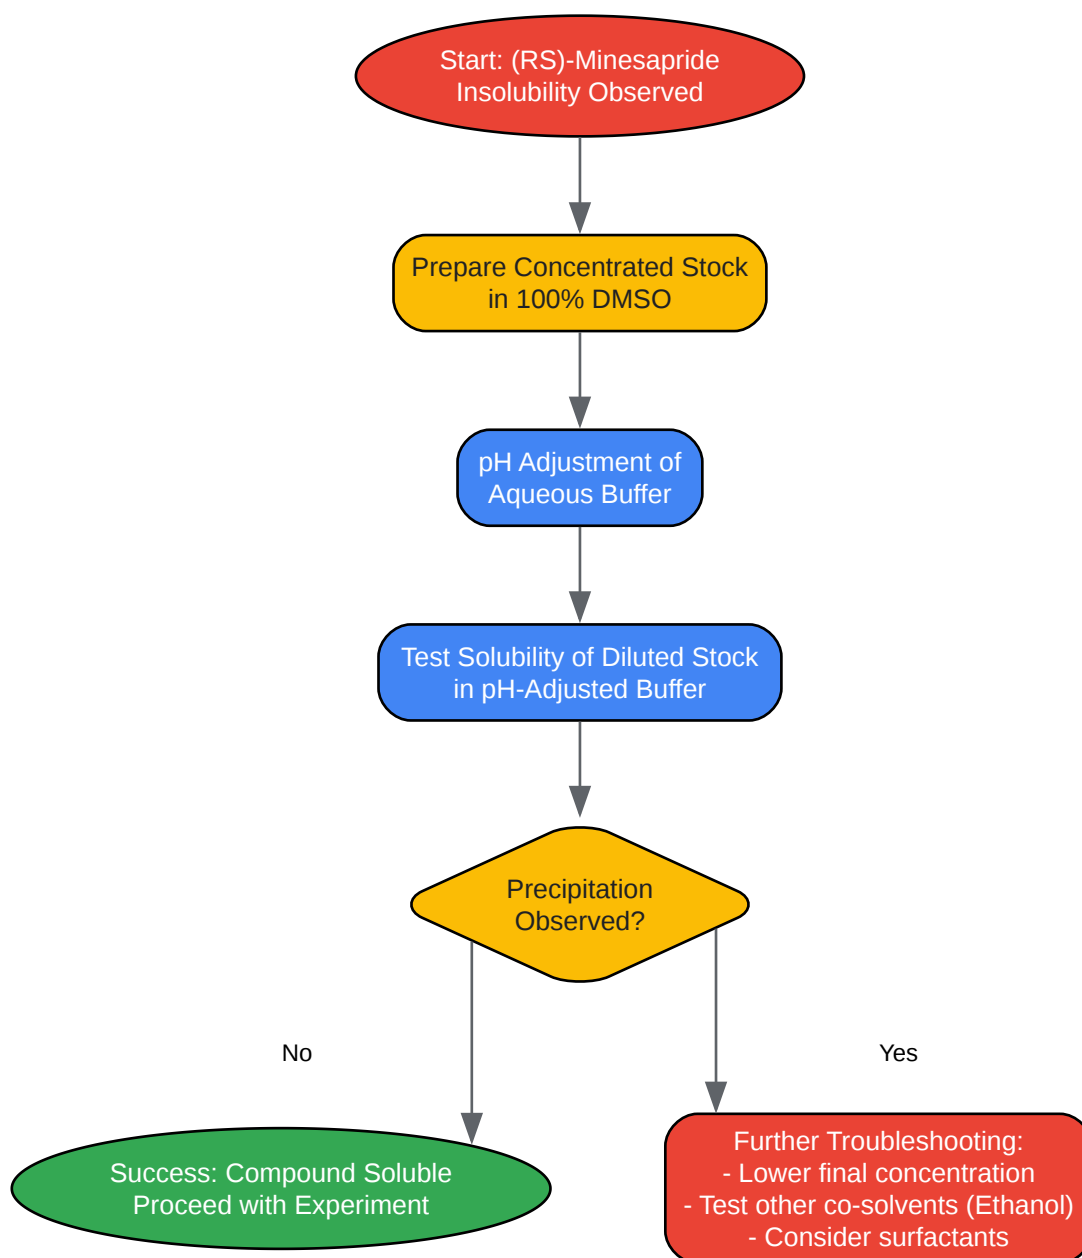 Start: (RS)-Minesapride
Insolubility Observed
Prepare Concentrated Stock
in 100% DMSO
pH Adjustment of
Aqueous Buffer
Test Solubility of Diluted Stock
in pH-Adjusted Buffer
Precipitation
Observed?
No
Yes
Success: Compound Soluble
Proceed with Experiment
Further Troubleshooting:
- Lower final concentration
- Test other co-solvents (Ethanol)
- Consider surfactants